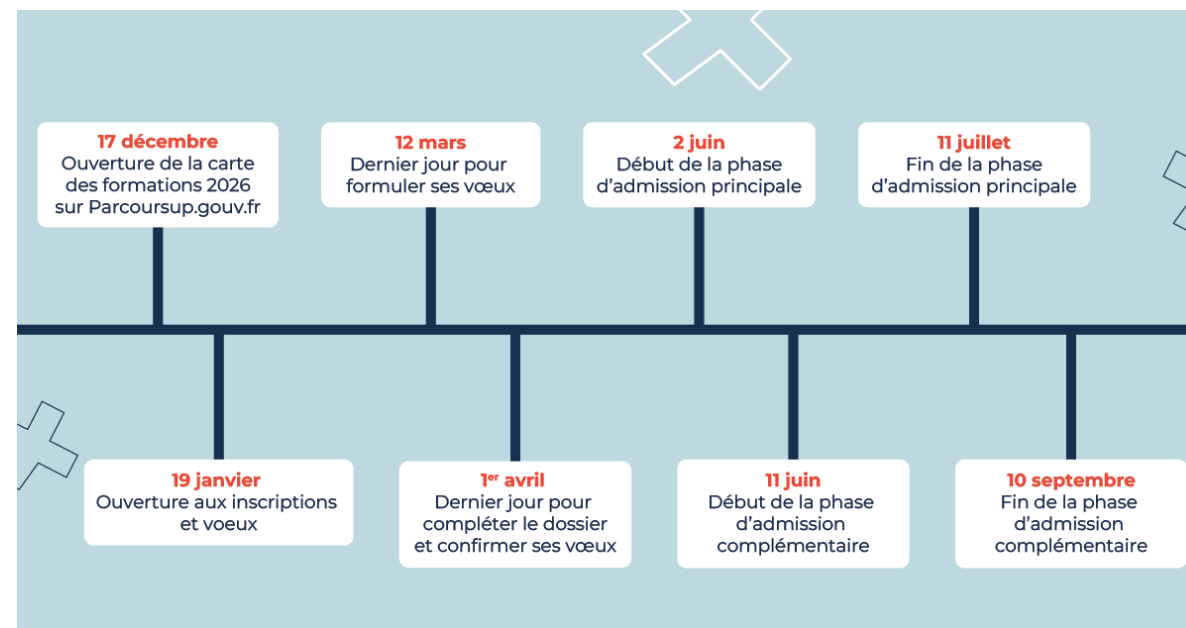 17 décembre
Ouverture de la carte
des formations 2026
sur Parcoursup.gouv.fr
12 mars
Dernier jour pour
formuler ses vœux
2 juin
Début de la phase
d'admission principale
11 juillet
Fin de la phase
d'admission principale
19 janvier
Ouverture aux inscriptions
et voeux
1er avril
Dernier jour pour
compléter le dossier
et confirmer ses vœux
11 juin
Début de la phase
d'admission
complémentaire
10 septembre
Fin de la phase
d'admission
complémentaire